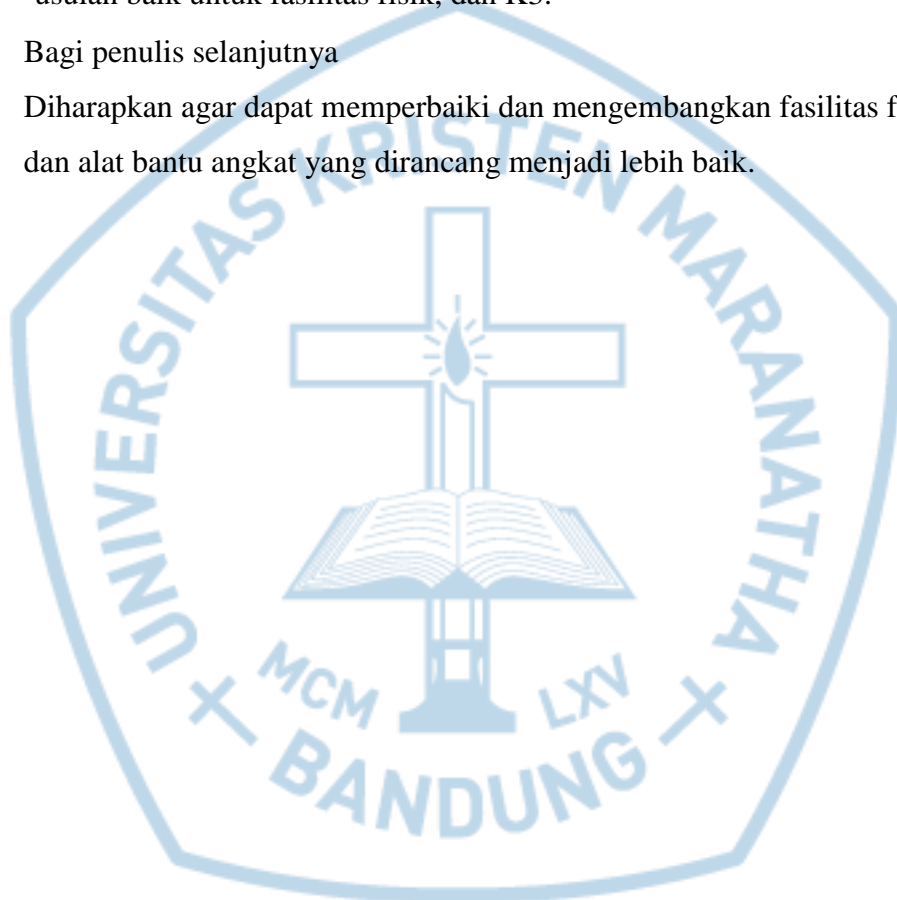 usulan baik untuk fasilitas fisik, dan K3.
Bagi penulis selanjutnya
Diharapkan agar dapat memperbaiki dan mengembangkan fasilitas f
dan alat bantu angkat yang dirancang menjadi lebih baik.
UNIVERSITAS KRISTEN MARANATHA
MCM LXV
BANDUNG